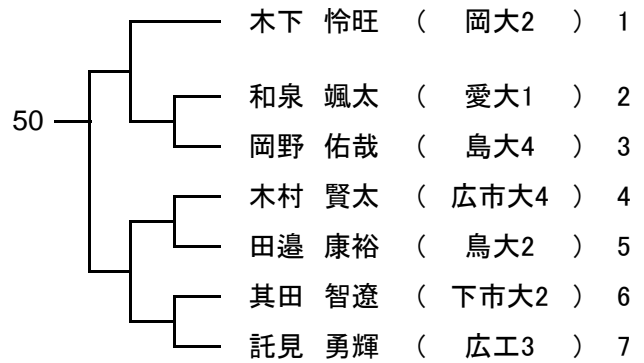 木下 怜旺 ( 岡大2 ) 1
和泉 颯太 ( 愛大1 ) 2
50
岡野 佑哉 ( 島大4 ) 3
木村 賢太 ( 広市大4 ) 4
田邉 康裕 ( 鳥大2 ) 5
其田 智遼 ( 下市大2 ) 6
託見 勇輝 ( 広工3 ) 7